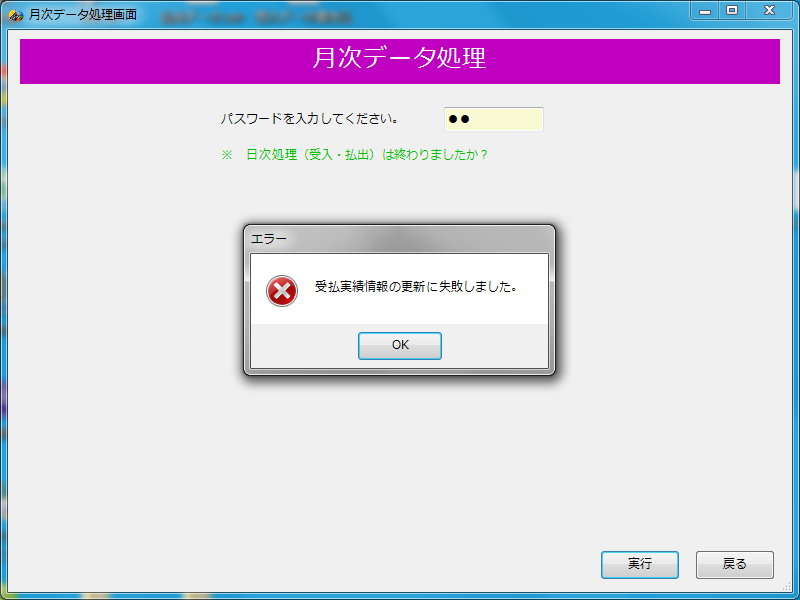 月次データ処理画面
月次データ処理
パスワードを入力してください。 ●●
※ 日次処理（受入・払出）は終わりましたか？
エラー
受払実績情報の更新に失敗しました。
OK
実行 戻る